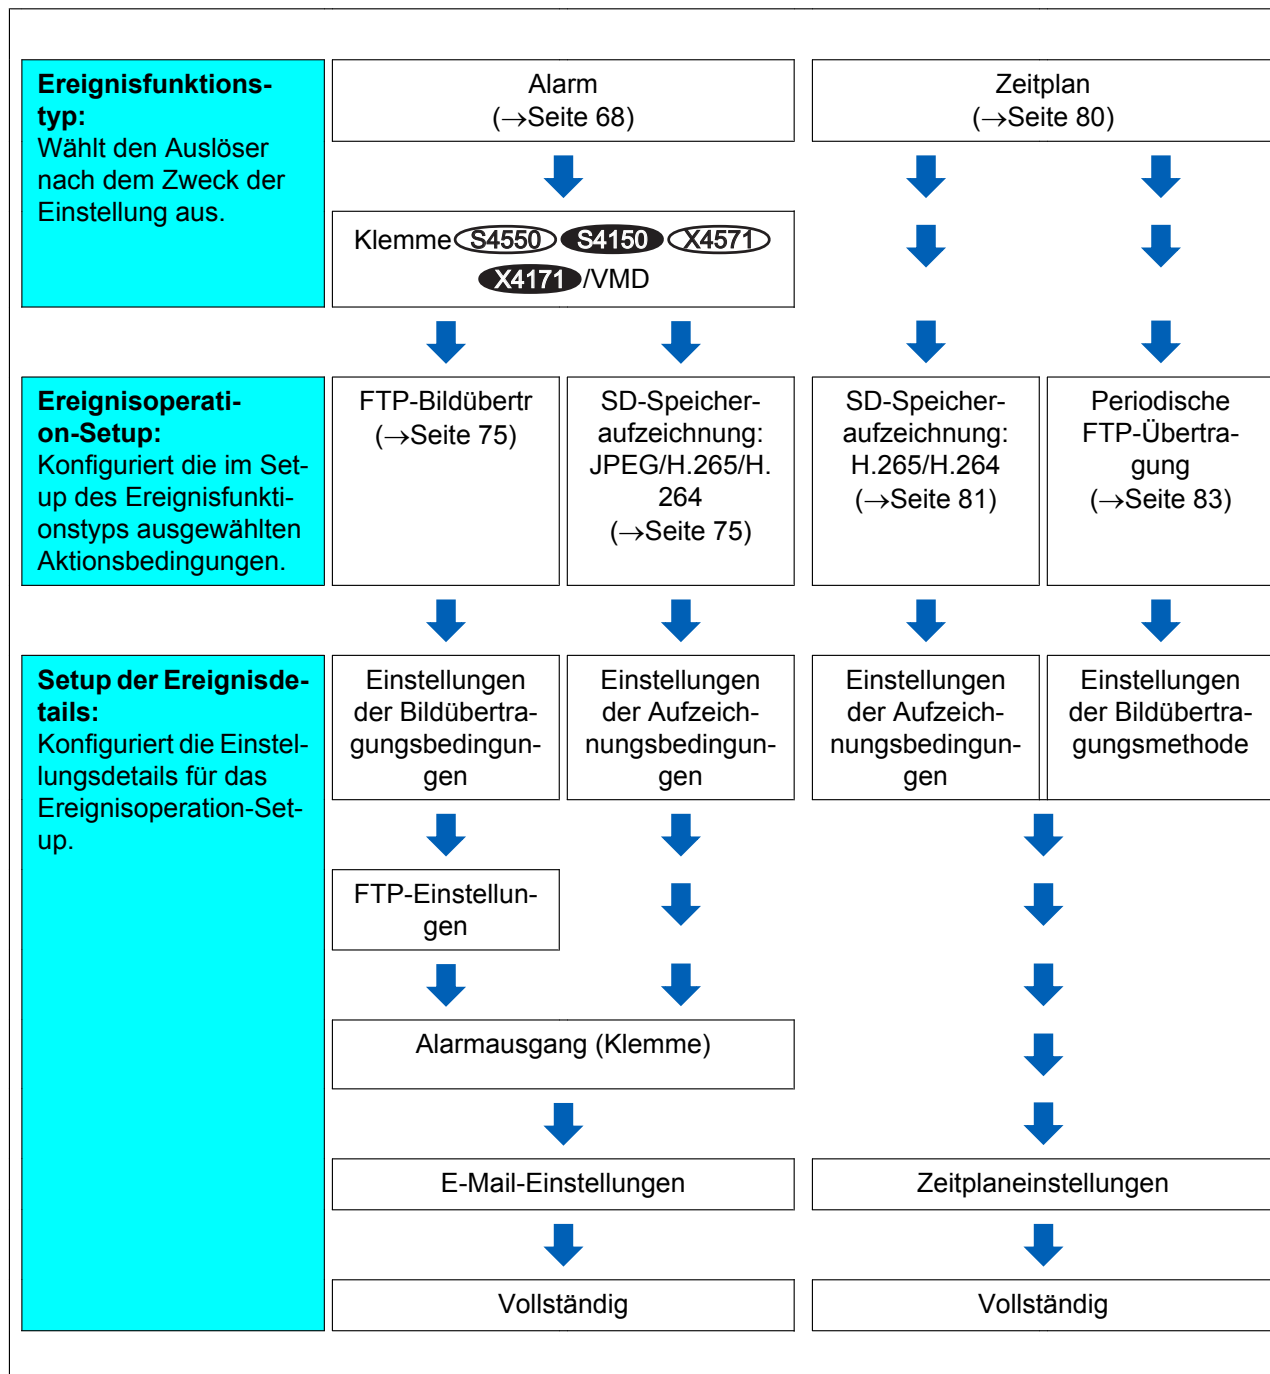 Ereignisfunktions-
typ:
Wählt den Auslöser
nach dem Zweck der
Einstellung aus.
Alarm
(→Seite 68)
Zeitplan
(→Seite 80)
Klemme S4550 S4150 X4571
X4171 /VMD
Ereignisoperati-
on-Setup:
Konfiguriert die im Set-
up des Ereignisfunkti-
onstyps ausgewählten
Aktionsbedingungen.
FTP-Bildübertr
(→Seite 75)
SD-Speicher-
aufzeichnung:
JPEG/H.265/H.
264
(→Seite 75)
SD-Speicher-
aufzeichnung:
H.265/H.264
(→Seite 81)
Periodische
FTP-Übertra-
gung
(→Seite 83)
Setup der Ereignisde-
tails:
Konfiguriert die Einstel-
lungsdetails für das
Ereignisoperation-Set-
up.
Einstellungen
der Bildübertra-
gungsbedingun-
gen
Einstellungen
der Aufzeich-
nungsbedingun-
gen
Einstellungen
der Aufzeich-
nungsbedingun-
gen
Einstellungen
der Bildübertra-
gungsmethode
FTP-Einstellun-
gen
Alarmausgang (Klemme)
E-Mail-Einstellungen
Zeitplaneinstellungen
Vollständig
Vollständig